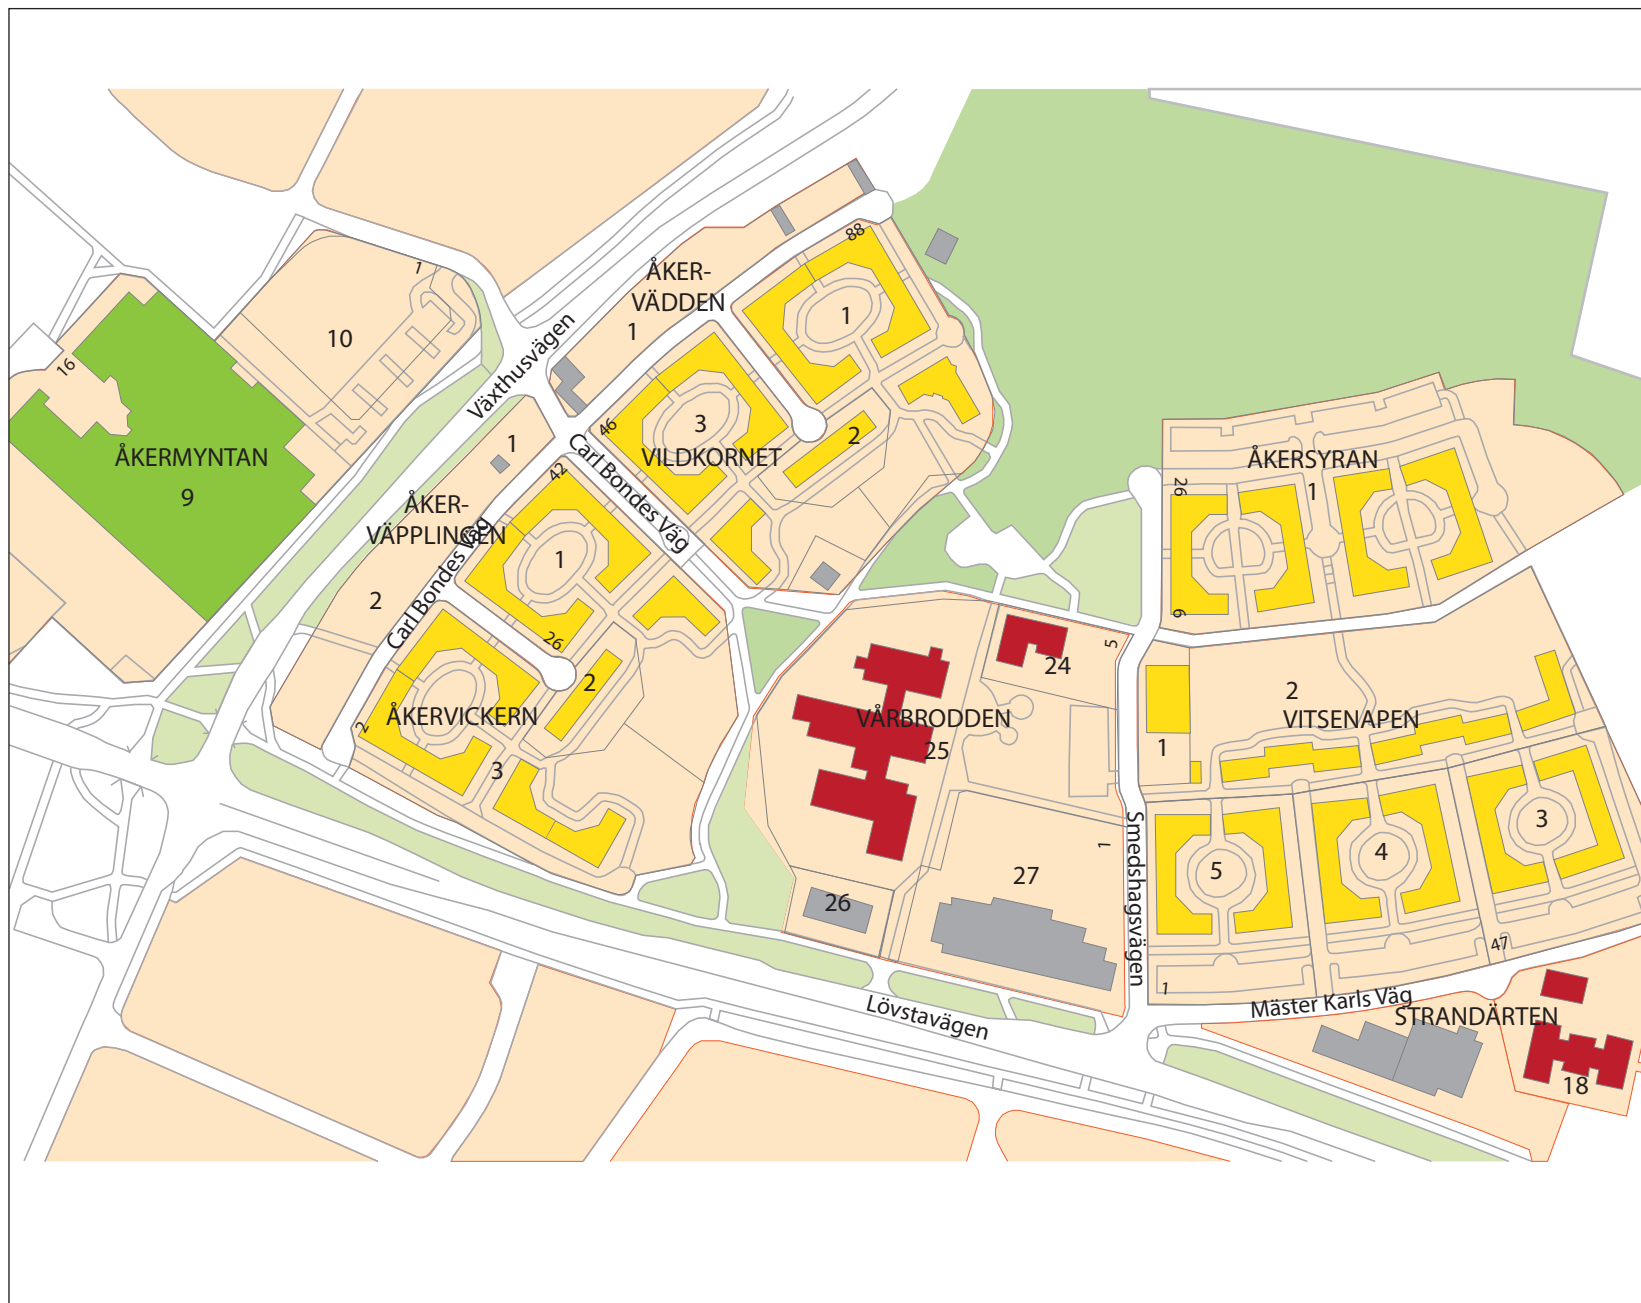 88
ÅKER-
VÄDDEN
1
1
1
10
Växthusvägen
16
46
3
2
VILDKORNET
Carl Bondes Väg
ÅKERMYNTAN
9
1
42
ÅKER-
VÄPPLINGEN
2
Carl Bondes Väg
1
26
2
ÅKERVICKERN
2
3
ÅKERSYRAN
1
26
6
5
24
VÅRBRODDEN
25
2
VITSENAPEN
1
3
4
5
1
27
26
Smedshagsvägen
47
1
Mäster Karls Väg
Lövstavägen
STRANDÄRTEN
18